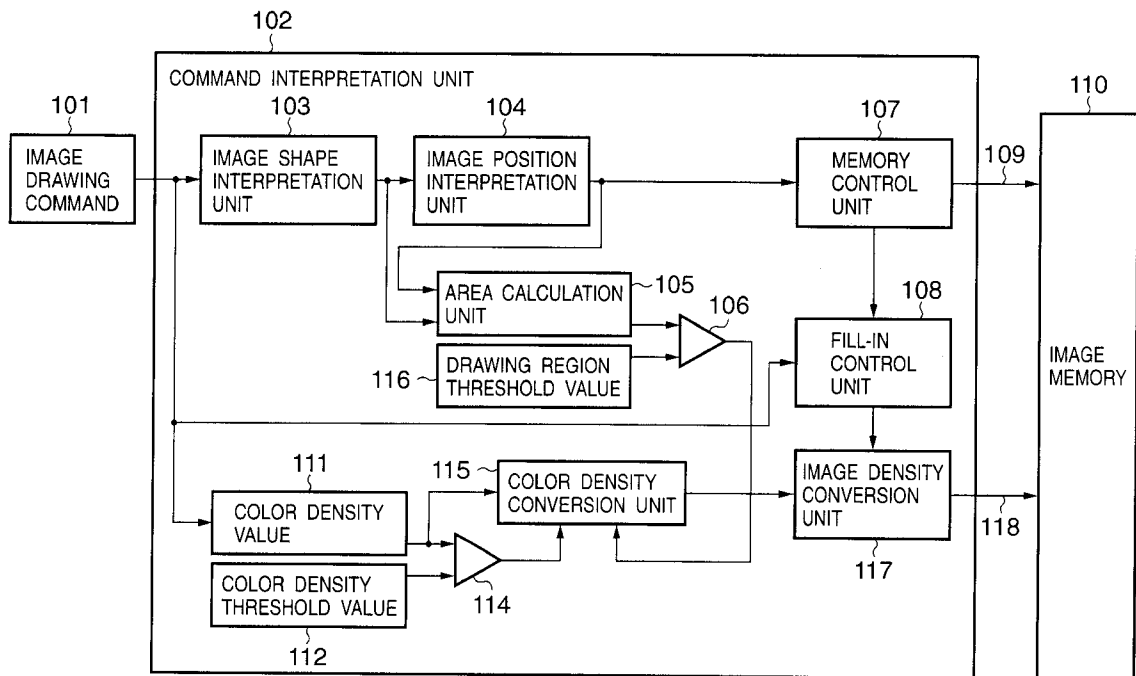 102
COMMAND INTERPRETATION UNIT
101
103
104
107
110
IMAGE
DRAWING
COMMAND
IMAGE SHAPE
INTERPRETATION
UNIT
IMAGE POSITION
INTERPRETATION
UNIT
MEMORY
CONTROL
UNIT
109
AREA CALCULATION
UNIT
105
106
108
116
DRAWING REGION
THRESHOLD VALUE
FILL-IN
CONTROL
UNIT
IMAGE
MEMORY
111
115
COLOR DENSITY
CONVERSION UNIT
IMAGE DENSITY
CONVERSION
UNIT
118
COLOR DENSITY
VALUE
114
117
COLOR DENSITY
THRESHOLD VALUE
112